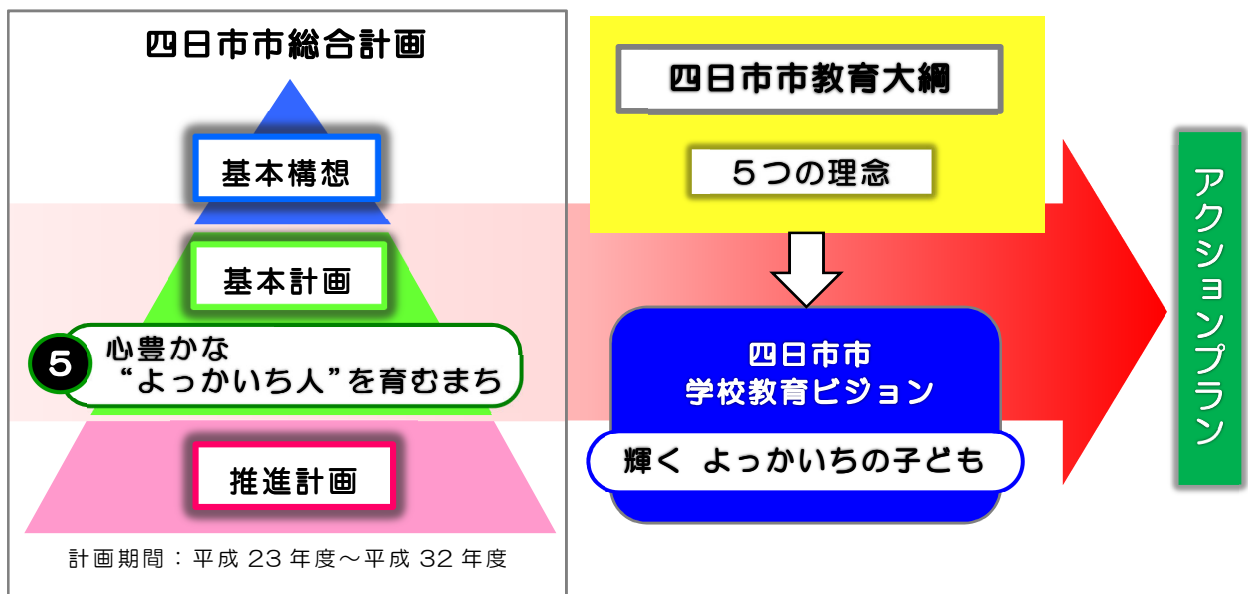 四日市市総合計画
基本構想
基本計画
5
心豊かな
“よっかいち人”を育むまち
推進計画
計画期間：平成 23 年度～平成 32 年度
四日市市教育大綱
５つの理念
四日市市
学校教育ビジョン
輝く よっかいちの子ども
アクションプラン